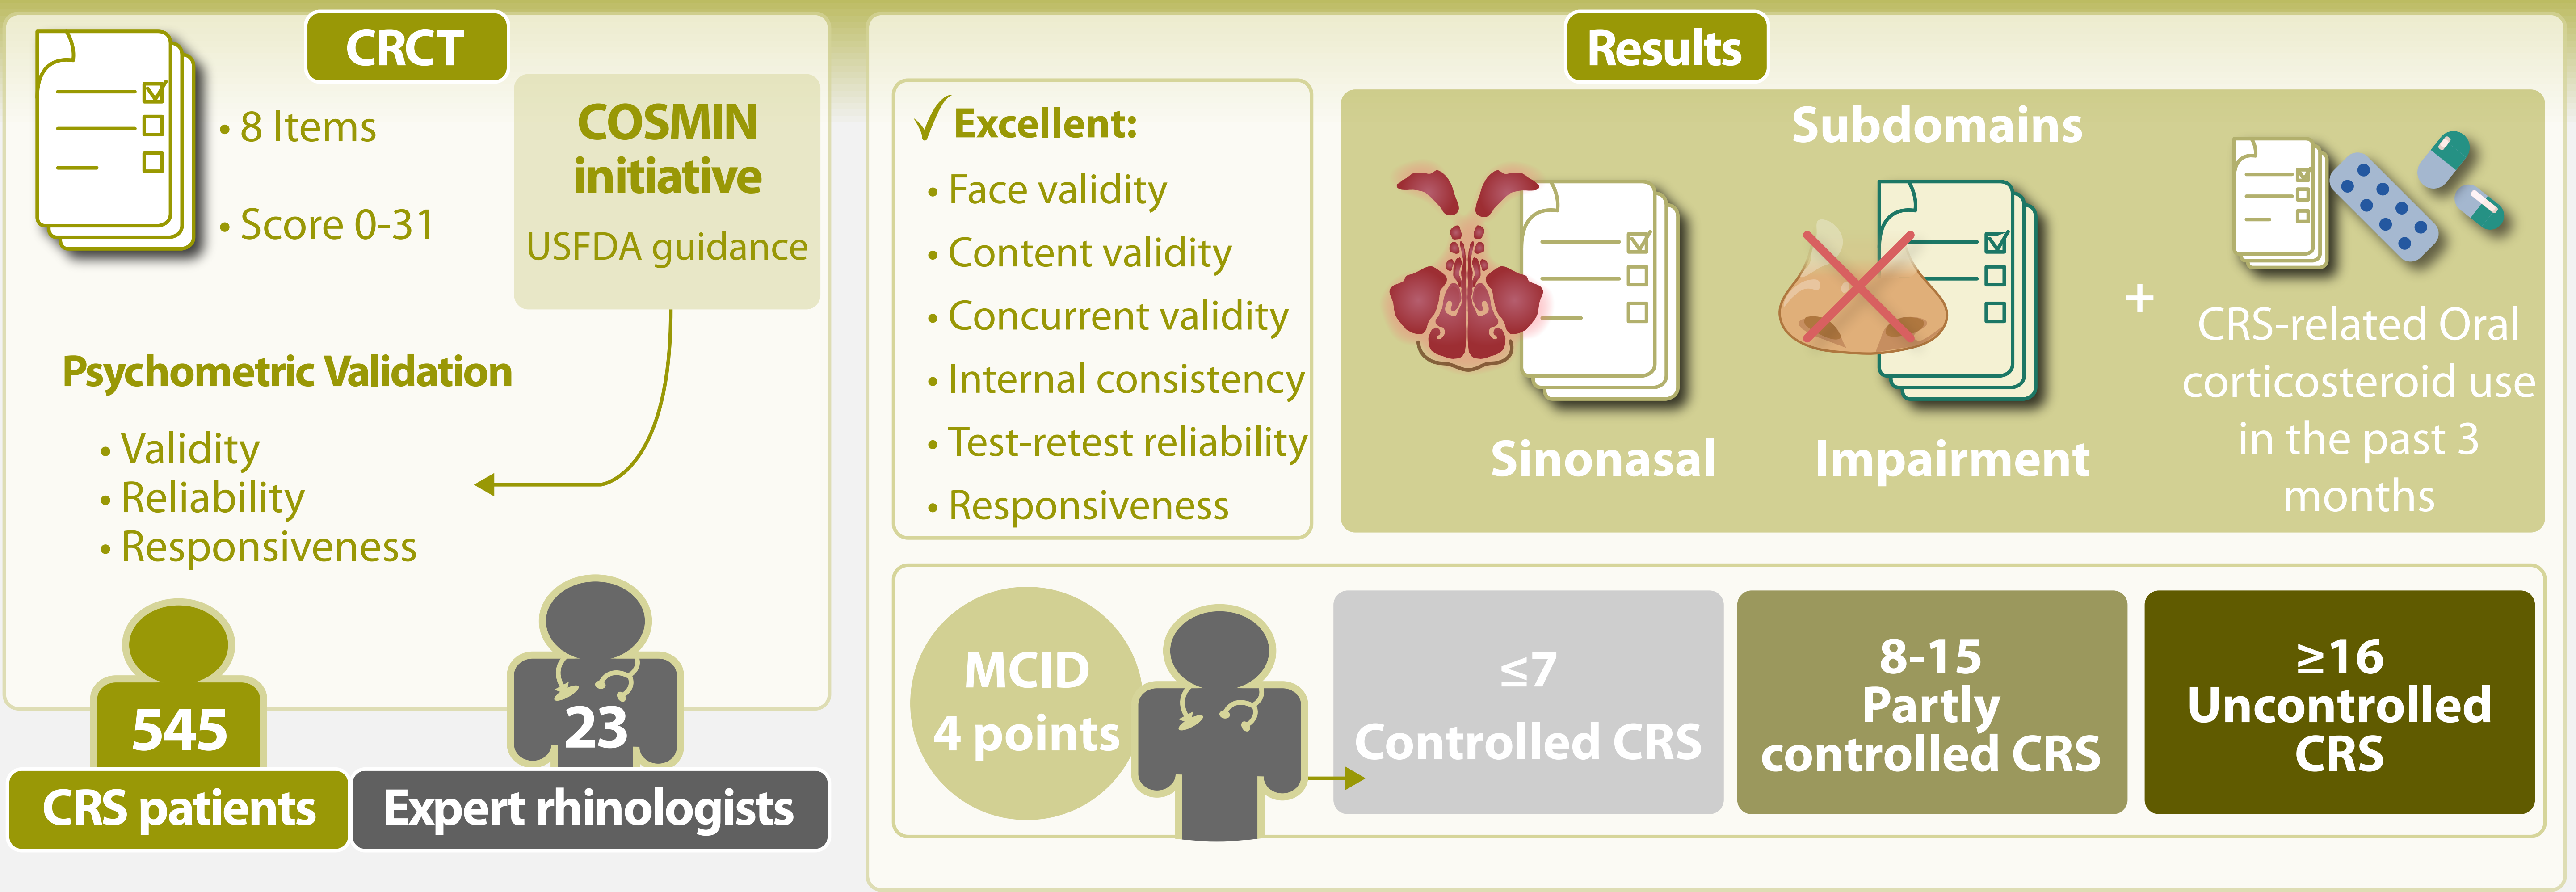 CRCT
• 8 Items
• Score 0-31
COSMIN
initiative
USFDA guidance
Psychometric Validation
• Validity
• Reliability
• Responsiveness
545
CRS patients
23
Expert rhinologists
Results
✓ Excellent:
• Face validity
• Content validity
• Concurrent validity
• Internal consistency
• Test-retest reliability
• Responsiveness
Subdomains
Sinonasal
Impairment
+
CRS-related Oral
corticosteroid use
in the past 3
months
MCID
4 points
≤7
Controlled CRS
8-15
Partly
controlled CRS
≥16
Uncontrolled
CRS